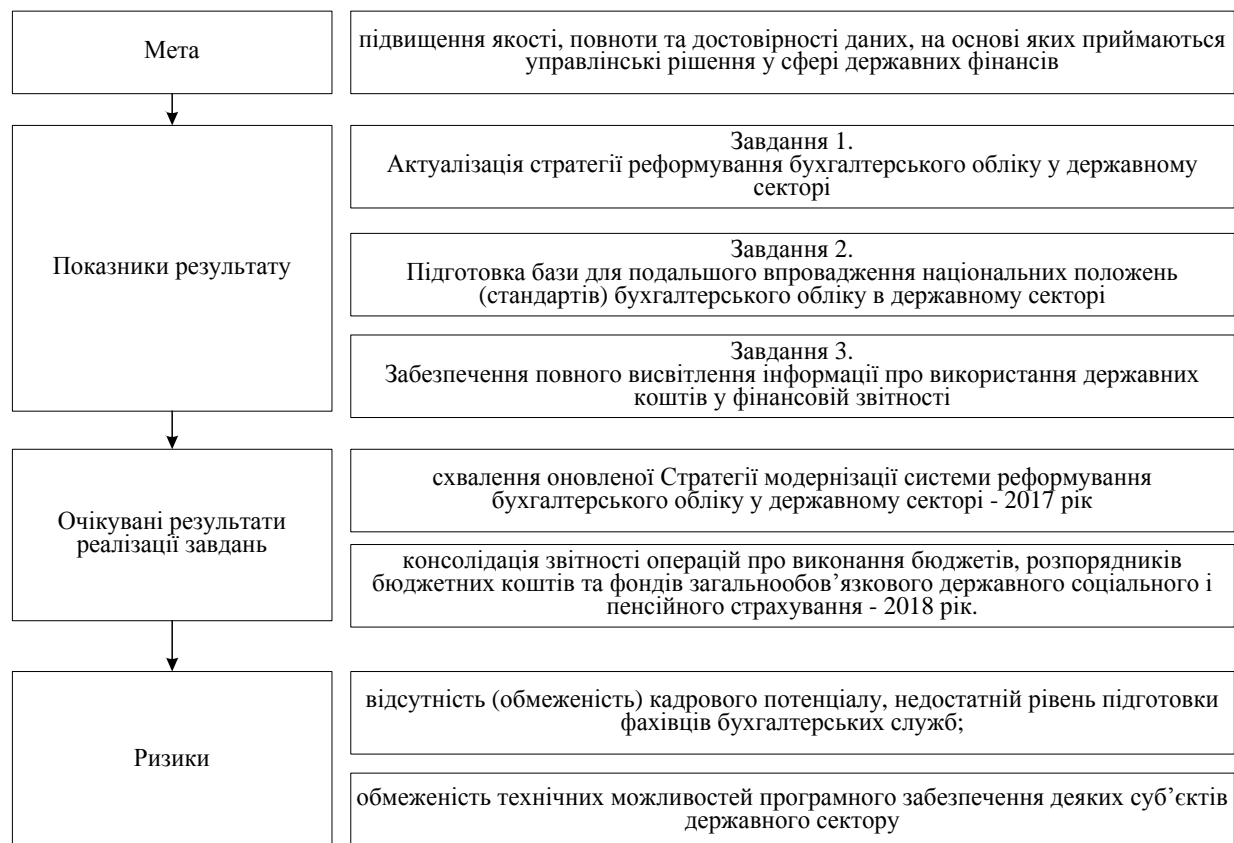 Мета
підвищення якості, повноти та достовірності даних, на основі яких приймаються
управлінські рішення у сфері державних фінансів
Показники результату
Завдання 1.
Актуалізація стратегії реформування бухгалтерського обліку у державному
секторі
Завдання 2.
Підготовка бази для подальшого впровадження національних положень
(стандартів) бухгалтерського обліку в державному секторі
Завдання 3.
Забезпечення повного висвітлення інформації про використання державних
коштів у фінансовій звітності
Очікувані результати
реалізації завдань
схвалення оновленої Стратегії модернізації системи реформування
бухгалтерського обліку у державному секторі - 2017 рік
консолідація звітності операцій про виконання бюджетів, розпорядників
бюджетних коштів та фондів загальнообов’язкового державного соціального і
пенсійного страхування - 2018 рік.
Ризики
відсутність (обмеженість) кадрового потенціалу, недостатній рівень підготовки
фахівців бухгалтерських служб;
обмеженість технічних можливостей програмного забезпечення деяких суб’єктів
державного сектору